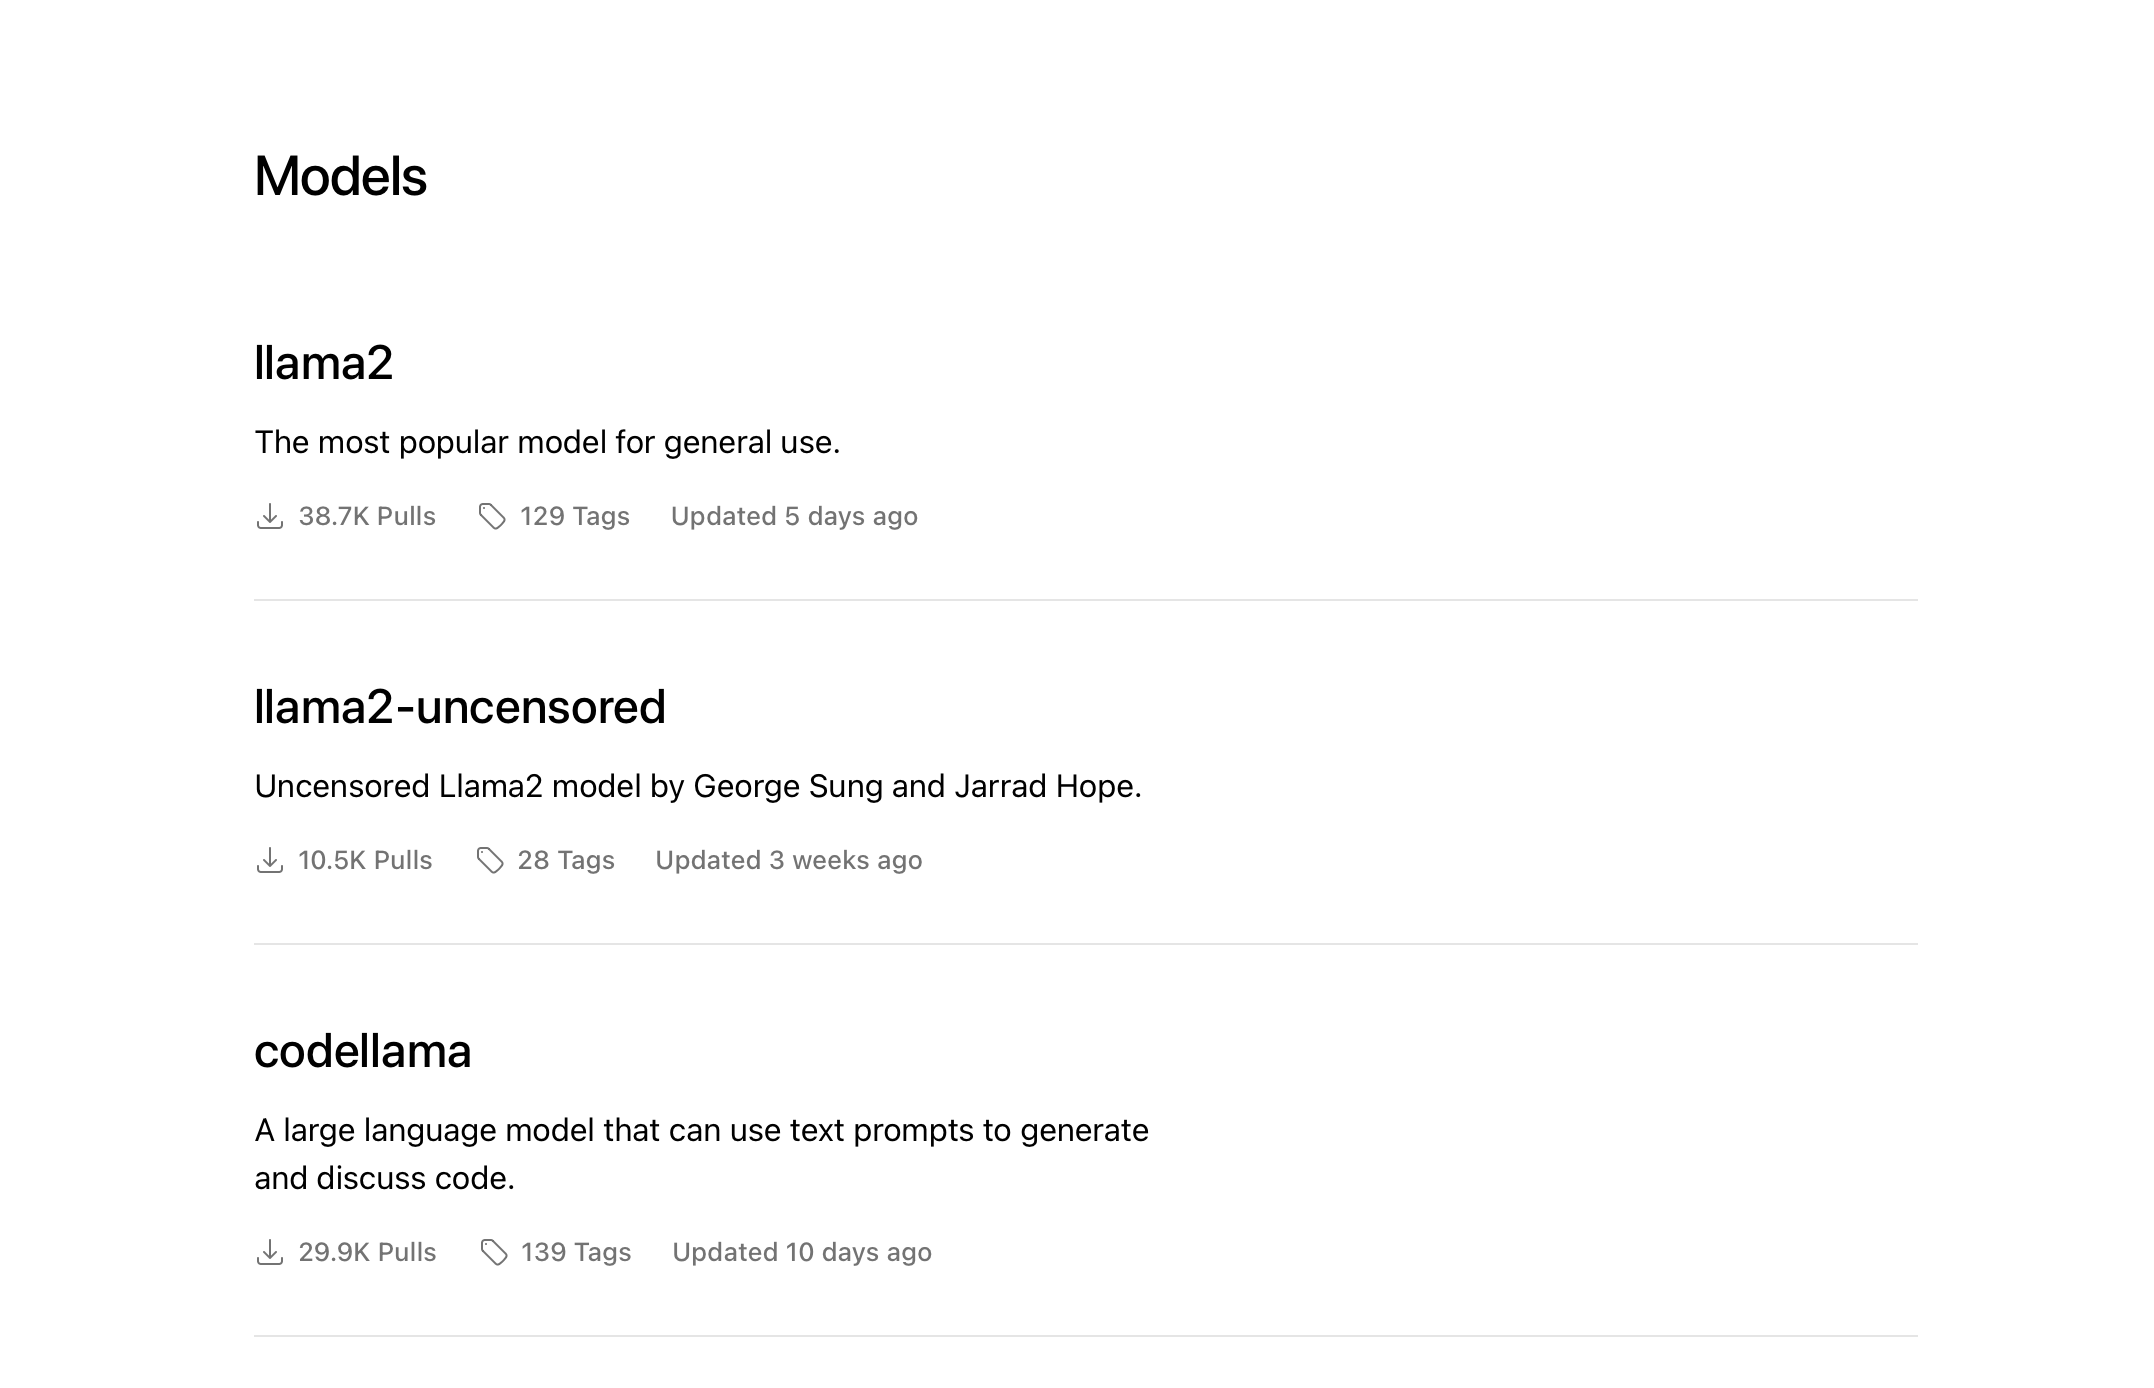 Models
llama2
The most popular model for general use.
38.7K Pulls 129 Tags Updated 5 days ago
llama2-uncensored
Uncensored Llama2 model by George Sung and Jarrad Hope.
10.5K Pulls 28 Tags Updated 3 weeks ago
codellama
A large language model that can use text prompts to generate
and discuss code.
29.9K Pulls 139 Tags Updated 10 days ago